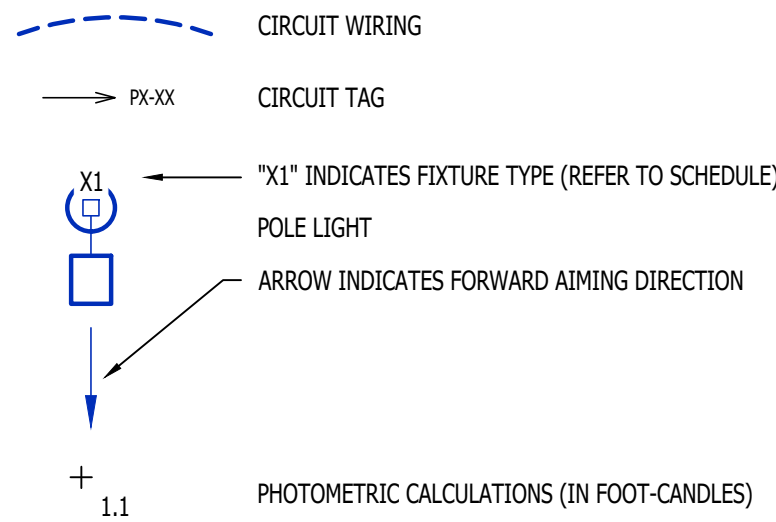 CIRCUIT WIRING
PX-XX CIRCUIT TAG
X1 "X1" INDICATES FIXTURE TYPE (REFER TO SCHEDULE)
POLE LIGHT
ARROW INDICATES FORWARD AIMING DIRECTION
1.1 PHOTOMETRIC CALCULATIONS (IN FOOT-CANDLES)